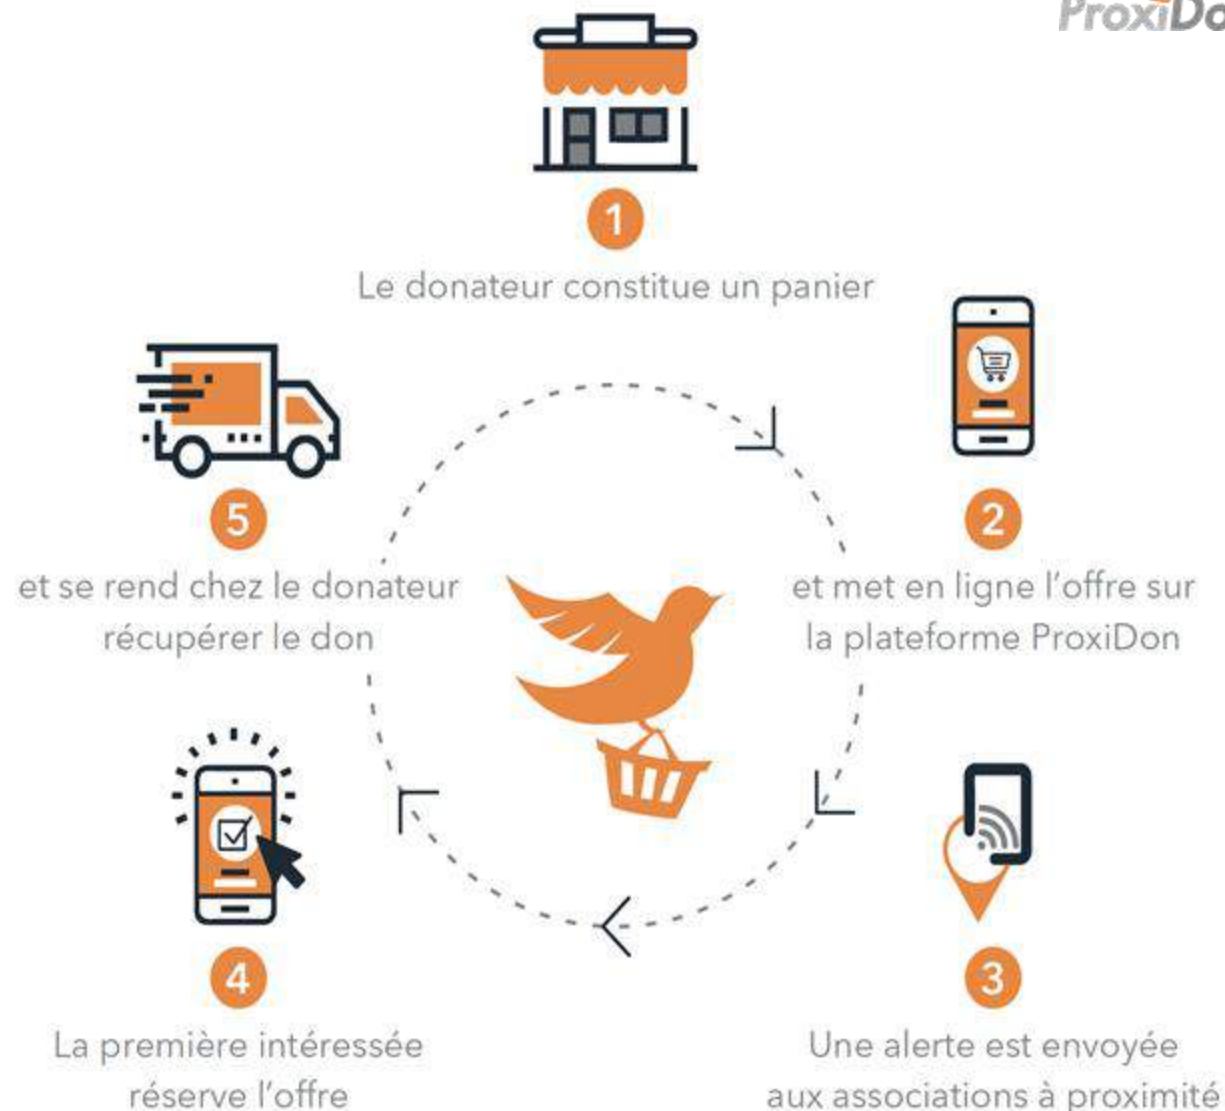 1
Le donateur constitue un panier
2
et met en ligne l'offre sur
la plateforme ProxiDon
3
Une alerte est envoyée
aux associations à proximité
4
La première intéressée
réserve l'offre
5
et se rend chez le donateur
récupérer le don